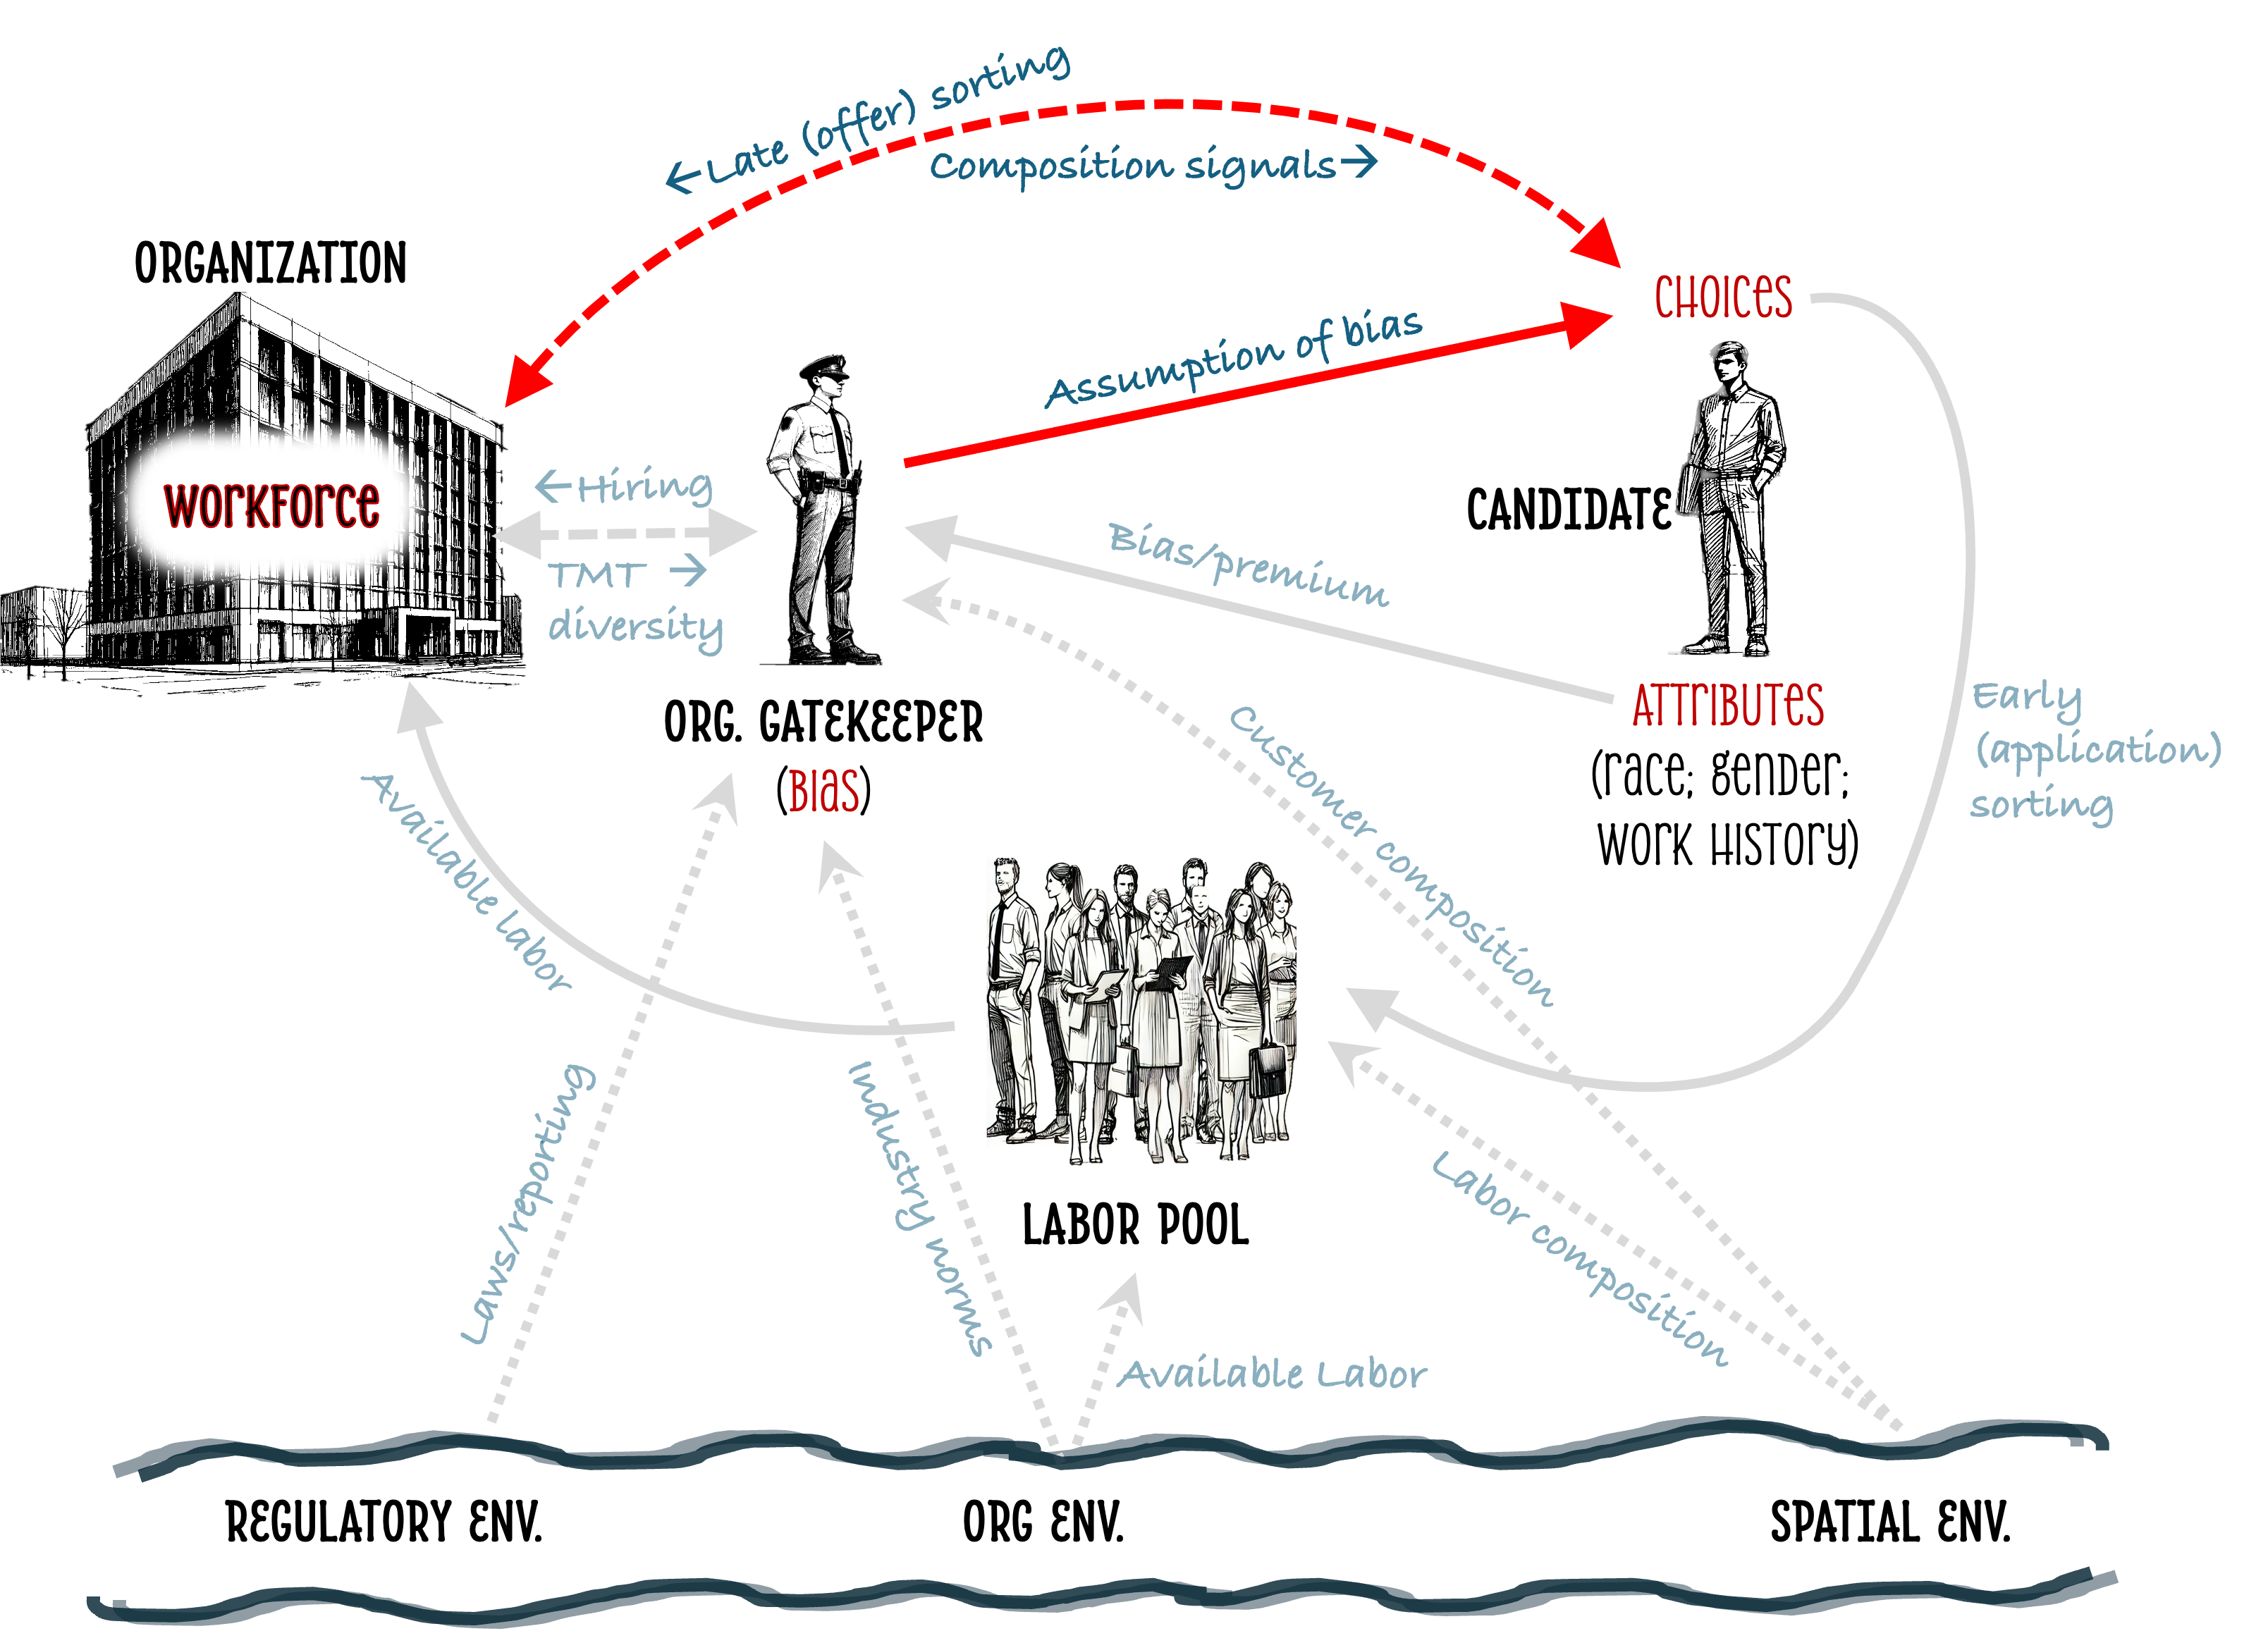 ←Late (offer) sorting
Composition signals→
ORGANIZATION
CHOICES
Assumption of bias
WORKFORCE
←Hiring
TMT →
diversity
CANDIDATE
Bias/premium
ORG. GATEKEEPER
(BIAS)
ATTRIBUTES
(RACE; GENDER;
WORK HISTORY)
Early
(application)
sorting
Customer composition
Available labor
Laws/reporting
Industry norms
LABOR POOL
Labor composition
Available Labor
REGULATORY ENV.
ORG ENV.
SPATIAL ENV.